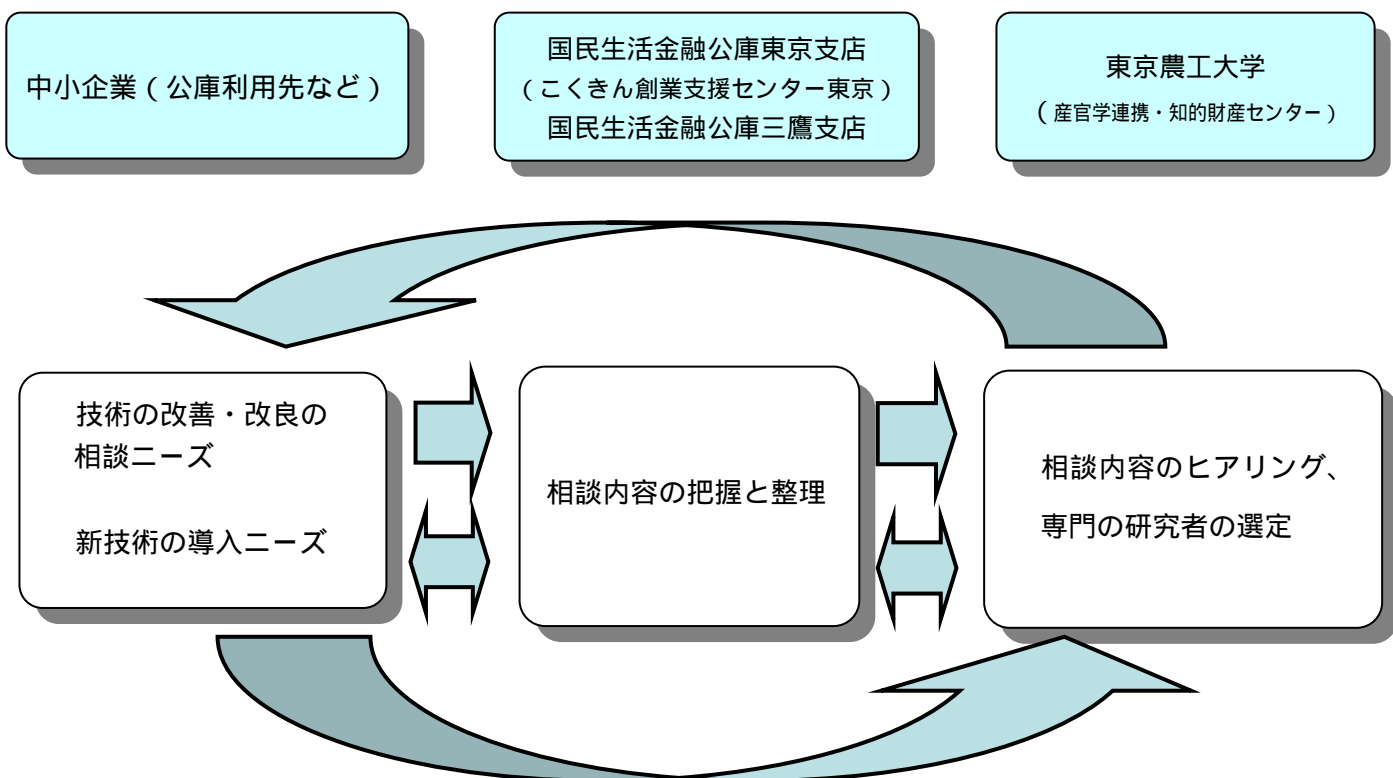 中小企業(公庫利用先など)
国民生活金融公庫東京支店
(こくきん創業支援センター東京)
国民生活金融公庫三鷹支店
東京農工大学
(産官学連携・知的財産センター)
技術の改善・改良の
相談ニーズ
新技術の導入ニーズ
相談内容の把握と整理
相談内容のヒアリング、
専門の研究者の選定